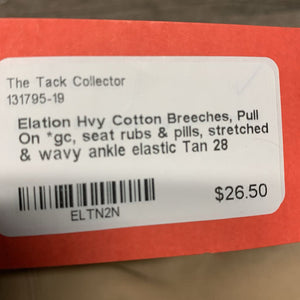 The Tack Collector
131795-19
Elation Hvy Cotton Breeches, Pull
On *gc, seat rubs & pills, stretched
& wavy ankle elastic Tan 28
$26.50
ELTN2N